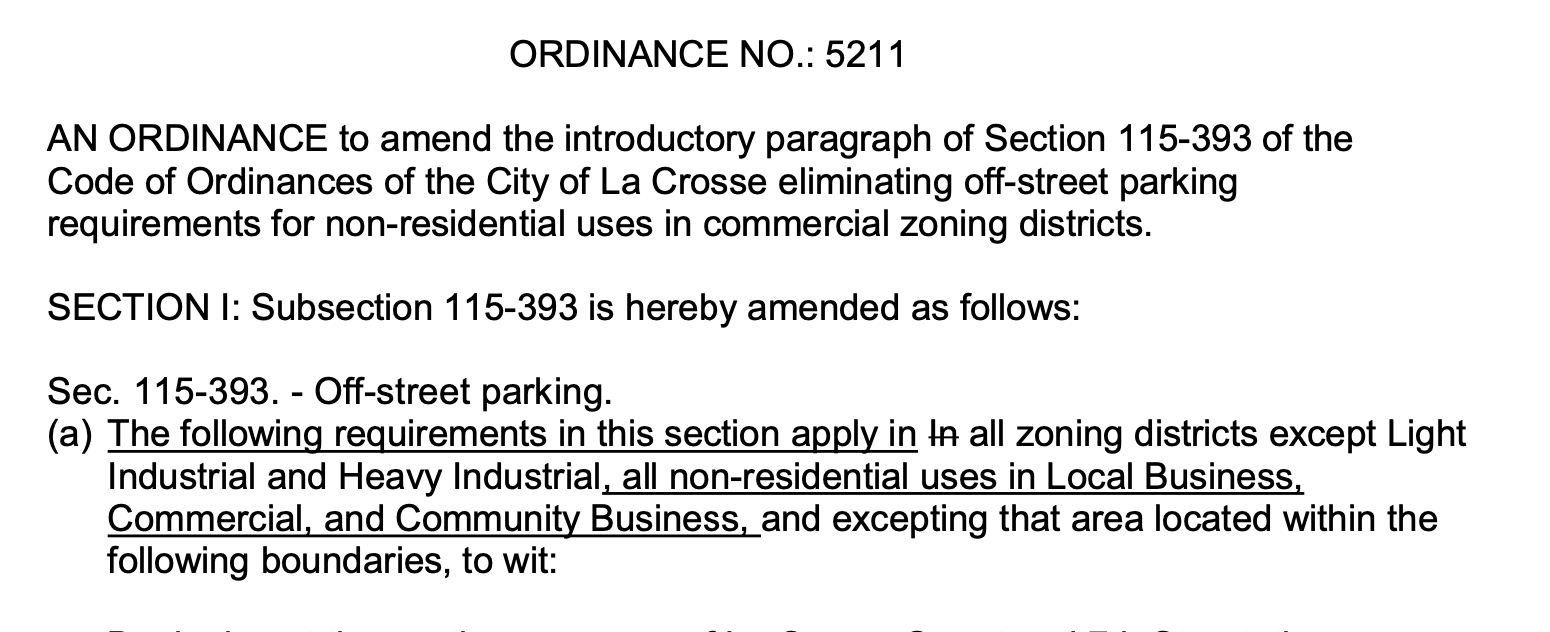 ORDINANCE NO.: 5211
AN ORDINANCE to amend the introductory paragraph of Section 115-393 of the
Code of Ordinances of the City of La Crosse eliminating off-street parking
requirements for non-residential uses in commercial zoning districts.
SECTION I: Subsection 115-393 is hereby amended as follows:
Sec. 115-393. - Off-street parking.
(a) The following requirements in this section apply in In all zoning districts except Light
Industrial and Heavy Industrial, all non-residential uses in Local Business,
Commercial, and Community Business, and excepting that area located within the
following boundaries, to wit: